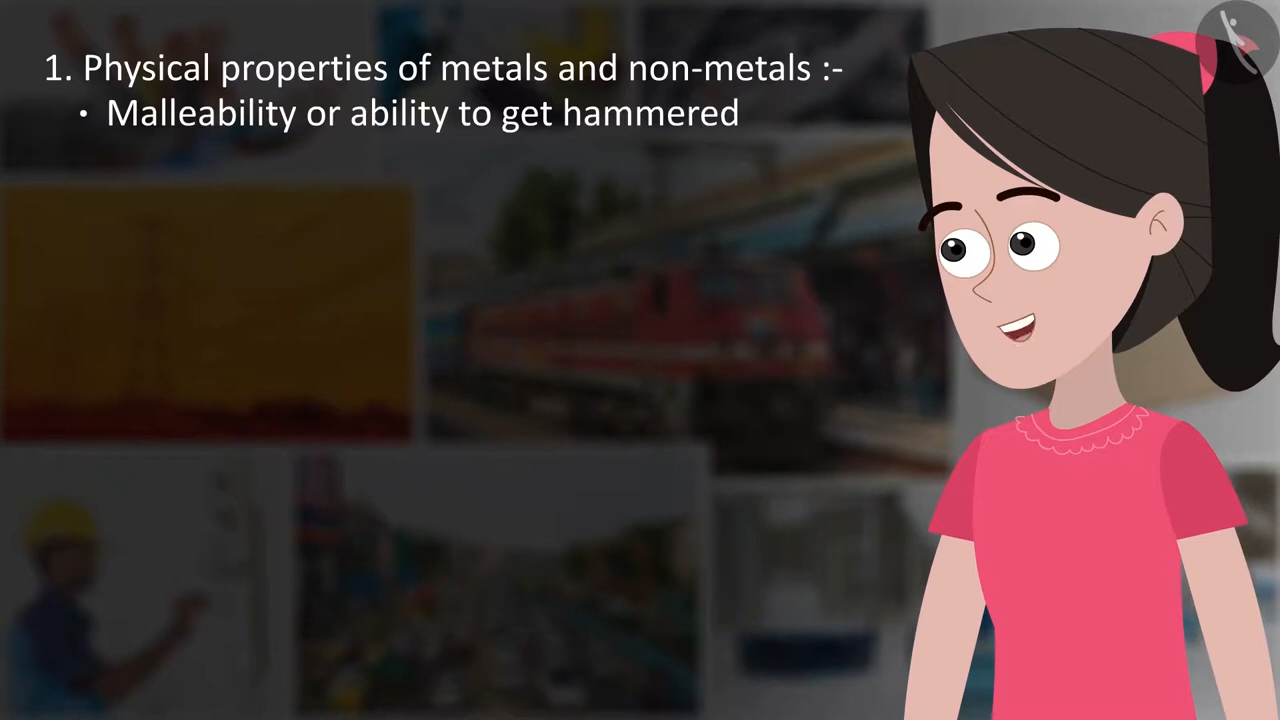 1. Physical properties of metals and non-metals :-
• Malleability or ability to get hammered